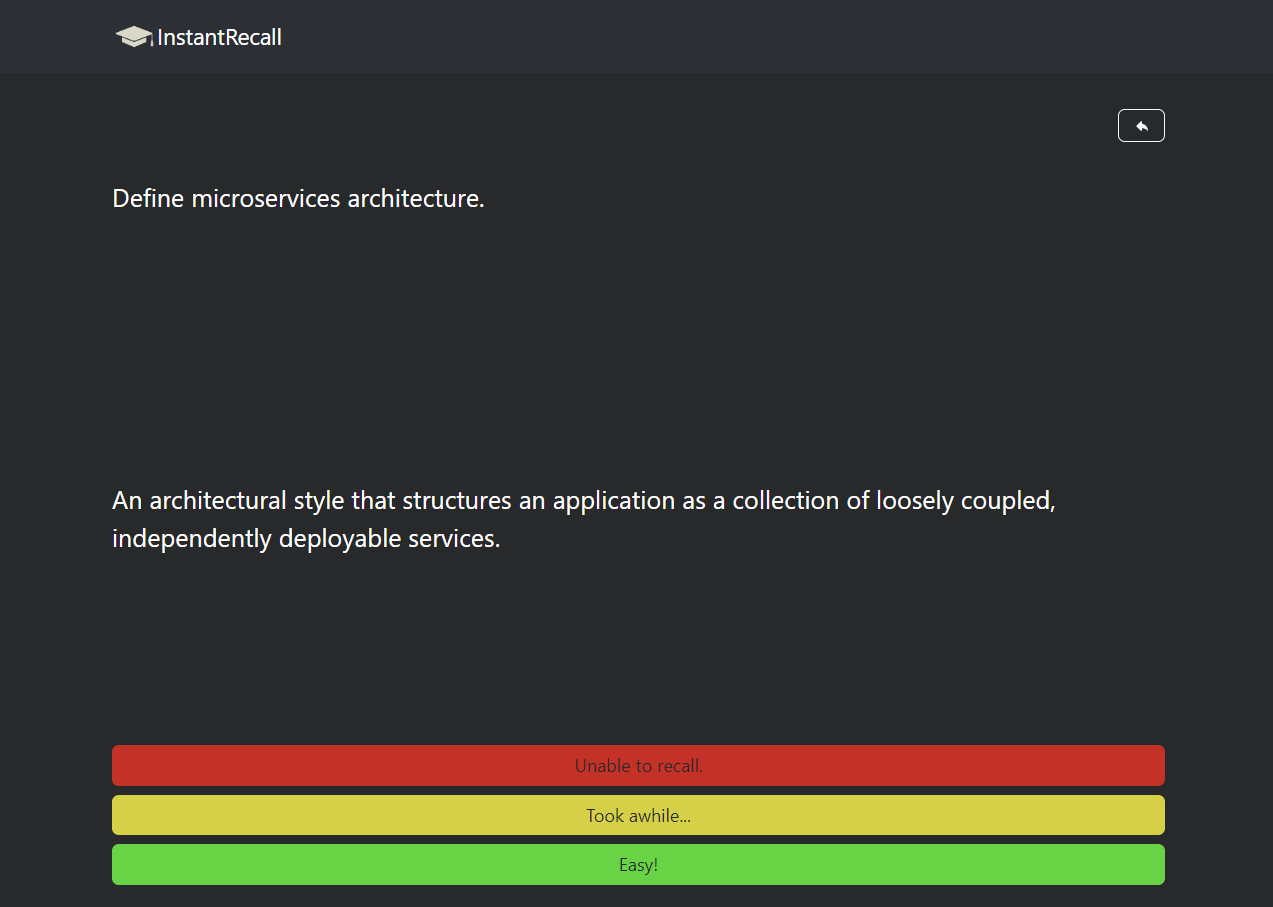 InstantRecall
Define microservices architecture.
An architectural style that structures an application as a collection of loosely coupled,
independently deployable services.
Unable to recall.
Took awhile...
Easy!